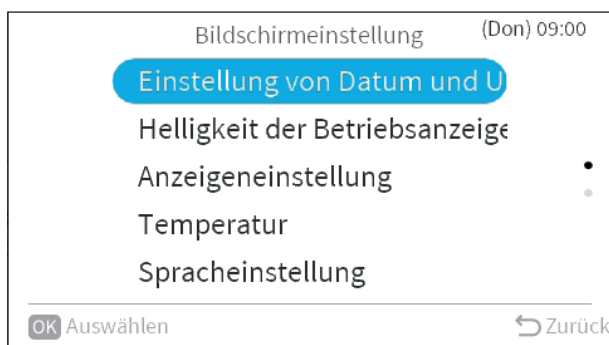 Bildschirmeinstellung (Don) 09:00
Einstellung von Datum und U
Helligkeit der Betriebsanzeige
Anzeigeneinstellung
Temperatur
Spracheinstellung
OK Auswählen Zurück